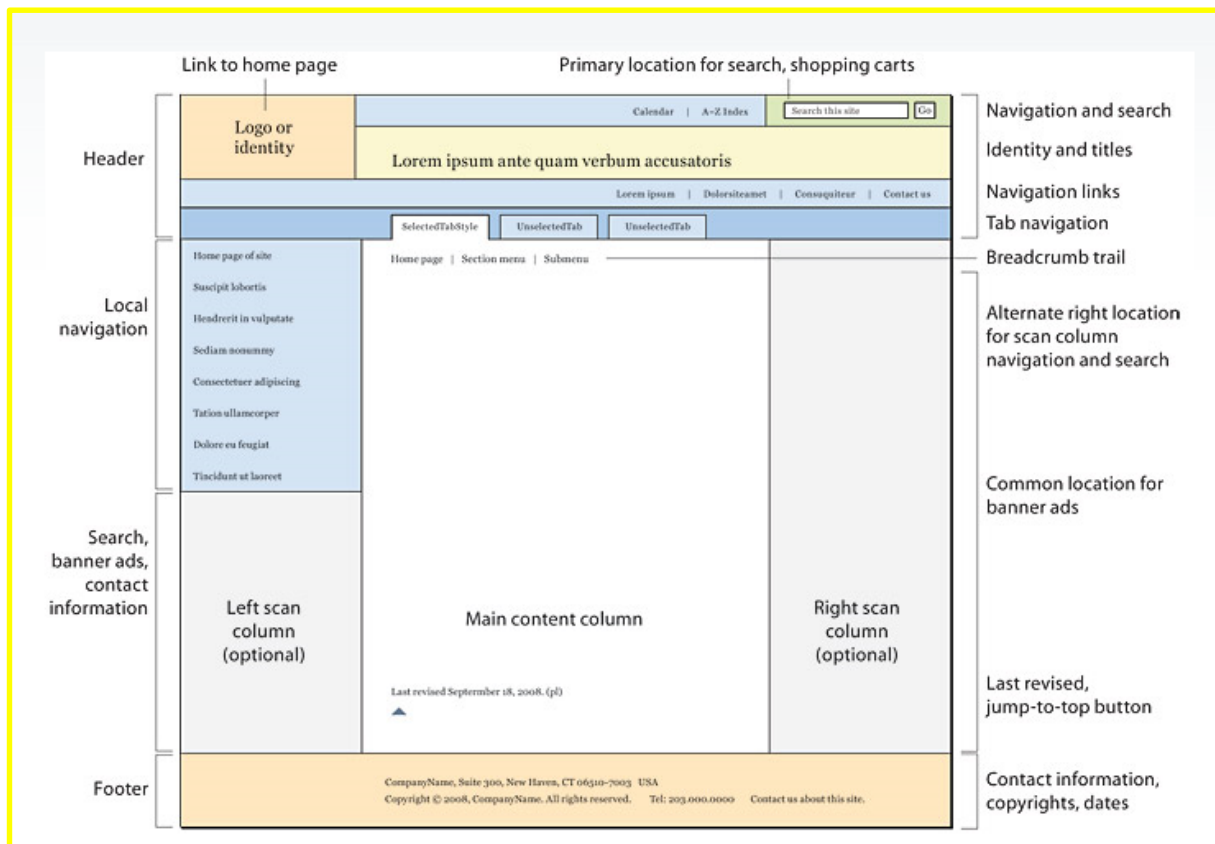 Link to home page
Primary location for search, shopping carts
Header
Logo or
identity
Calendar | A–Z Index
Search this site
Go
Navigation and search
Lorem ipsum ante quam verbum accusatoris
Identity and titles
Lorem ipsum | Dolorsiteamet | Consuquiteur | Contact us
Navigation links
SelectedTabStyle
UnselectedTab
UnselectedTab
Tab navigation
Home page | Section menu | Submenu
Breadcrumb trail
Local
navigation
Home page of site
Suscipit lobortis
Hendrerit in vulputate
Sediam nonummy
Consectetuer adipiscing
Tation ullamcorper
Dolore eu feugiat
Tincidunt ut laoreet
Alternate right location
for scan column
navigation and search
Common location for
banner ads
Search,
banner ads,
contact
information
Left scan
column
(optional)
Main content column
Right scan
column
(optional)
Last revised Septermber 18, 2008. (pl)
Last revised,
jump-to-top button
Footer
CompanyName, Suite 300, New Haven, CT 06510–7003 USA
Copyright © 2008, CompanyName. All rights reserved. Tel: 203.000.0000 Contact us about this site.
Contact information,
copyrights, dates